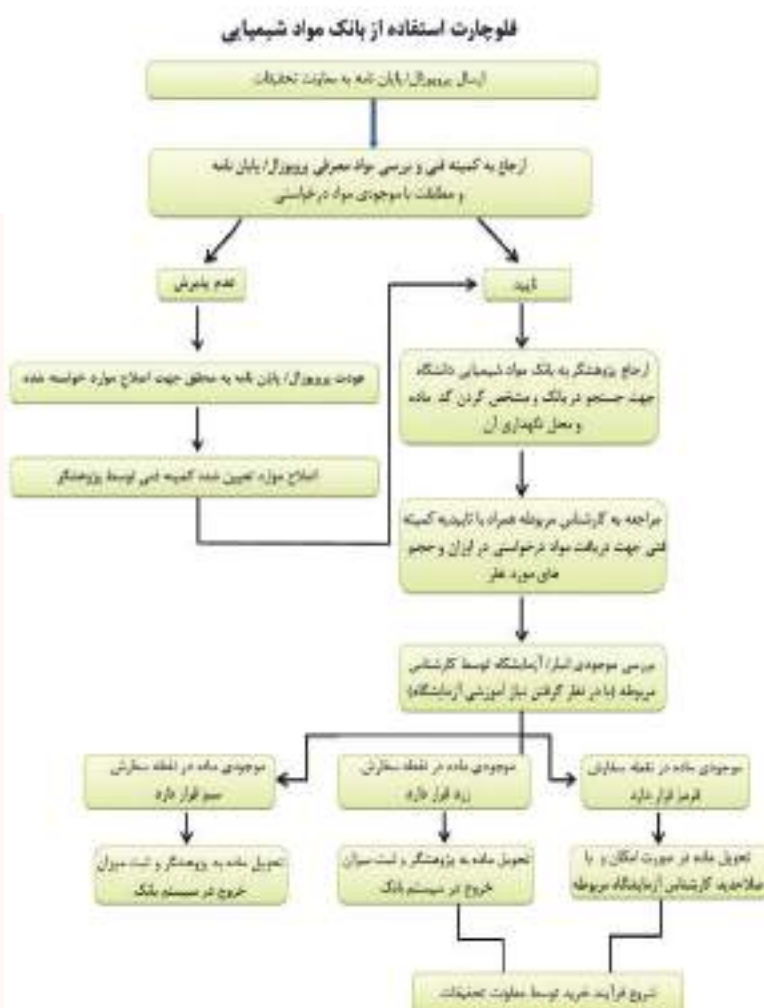 فلوچارت استفاده از بانک مواد شیمیایی
ارسال پروپوزال/ پایان نامه به معاونت تحقیقات
ارجاع به کمیته فنی و بررسی مواد مصرفی پروپوزال/ پایان نامه
و مطابقت با موجودی مواد درخواستی
عدم پذیرش
تأیید
عودت پروپوزال/ پایان نامه به محقق جهت اصلاح موارد خواسته شده
اصلاح موارد تعیین شده کمیته فنی توسط پژوهشگر
ارجاع پژوهشگر به بانک مواد شیمیایی دانشگاه
جهت جستجو در بانک و مشخص کردن کد ماده
و محل نگهداری آن
مراجعه به کارشناس مربوطه همراه با تاییدیه کمیته
فنی جهت دریافت مواد درخواستی در اوزان و حجم
های مورد نظر
بررسی موجودی انبار/ آزمایشگاه توسط کارشناس
مربوطه (با در نظر گرفتن نیاز آموزشی آزمایشگاه)
موجودی ماده در نقطه سفارش
قرمز قرار دارد
موجودی ماده در نقطه سفارش
زرد قرار دارد
موجودی ماده در نقطه سفارش
سبز قرار دارد
تحویل ماده در صورت امکان و با
صلاحدید کارشناس آزمایشگاه مربوطه
تحویل ماده به پژوهشگر و ثبت میزان
خروج در سیستم بانک
تحویل ماده به پژوهشگر و ثبت میزان
خروج در سیستم بانک
شروع فرآیند خرید توسط معاونت تحقیقات